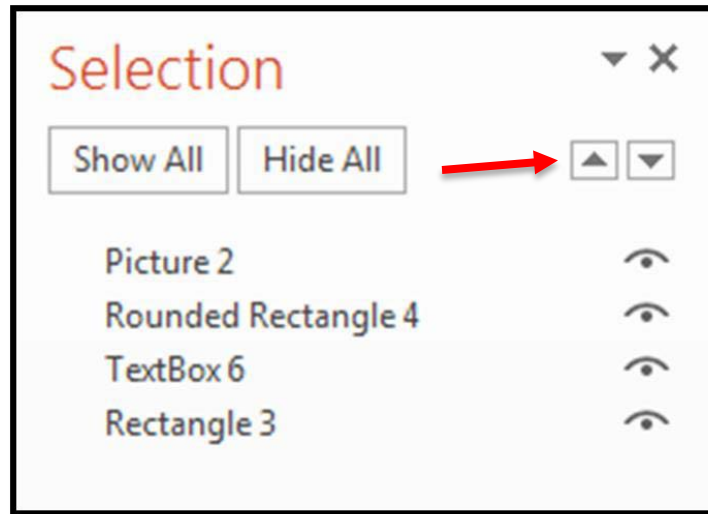 Selection
Show All Hide All
Picture 2
Rounded Rectangle 4
TextBox 6
Rectangle 3